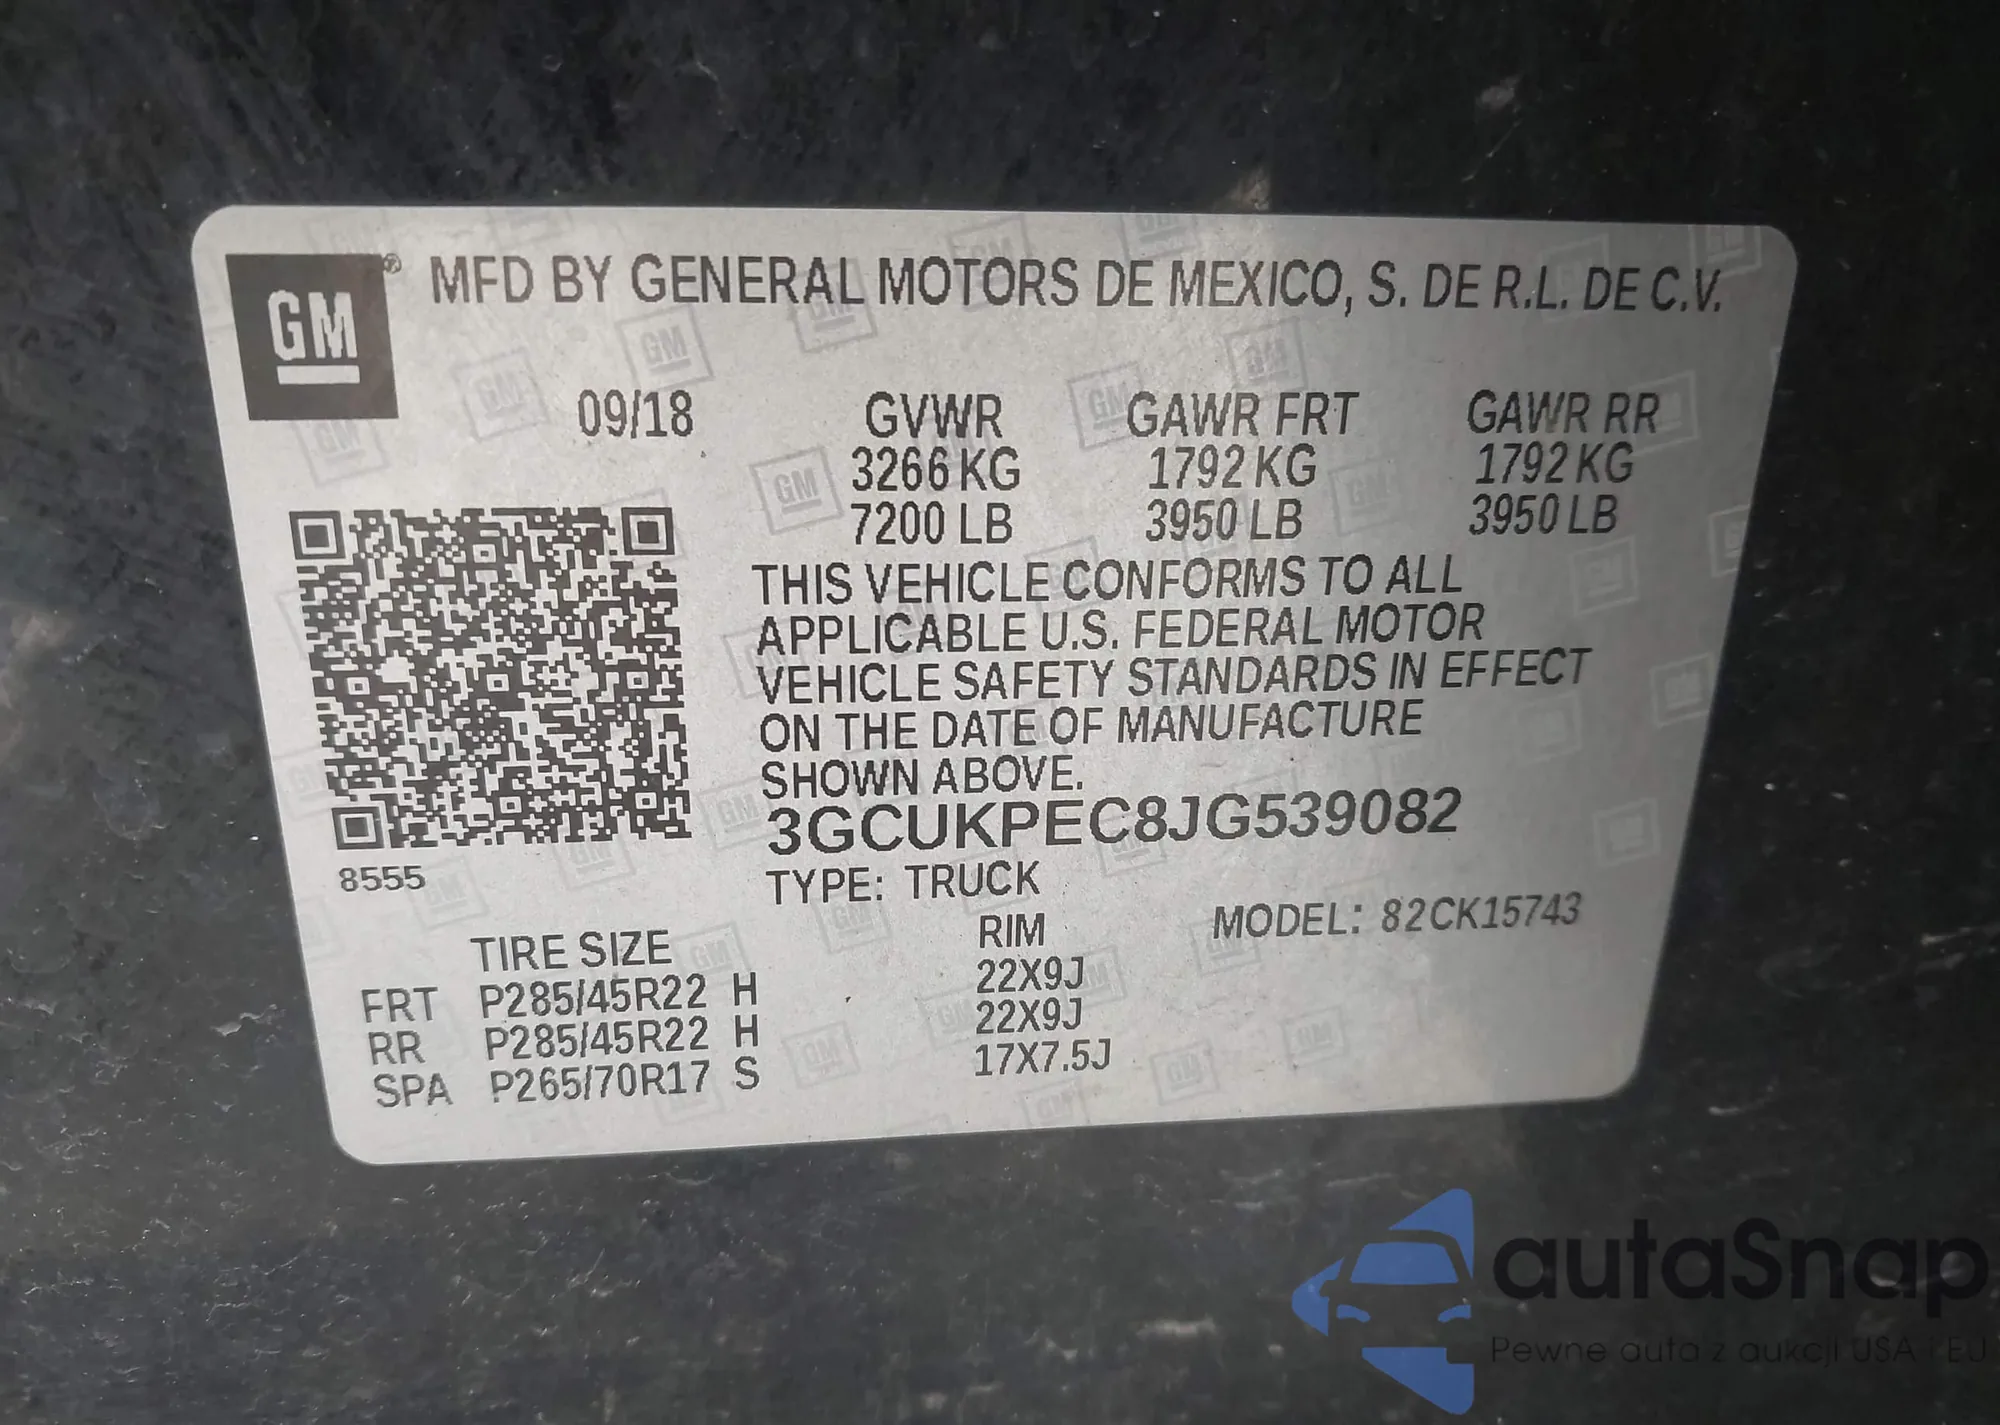 GM ® MFD BY GENERAL MOTORS DE MEXICO, S. DE R.L. DE C.V.
09/18 GVWR GAWR FRT GAWR RR
3266 KG 1792 KG 1792 KG
7200 LB 3950 LB 3950 LB
THIS VEHICLE CONFORMS TO ALL
APPLICABLE U.S. FEDERAL MOTOR
VEHICLE SAFETY STANDARDS IN EFFECT
ON THE DATE OF MANUFACTURE
SHOWN ABOVE.
3GCUKPEC8JG539082
8555
TYPE: TRUCK
TIRE SIZE RIM MODEL: 82CK15743
FRT P285/45R22 H 22X9J
RR P285/45R22 H 22X9J
SPA P265/70R17 S 17X7.5J
autaSnap
Pewne auta z aukcji USA i EU